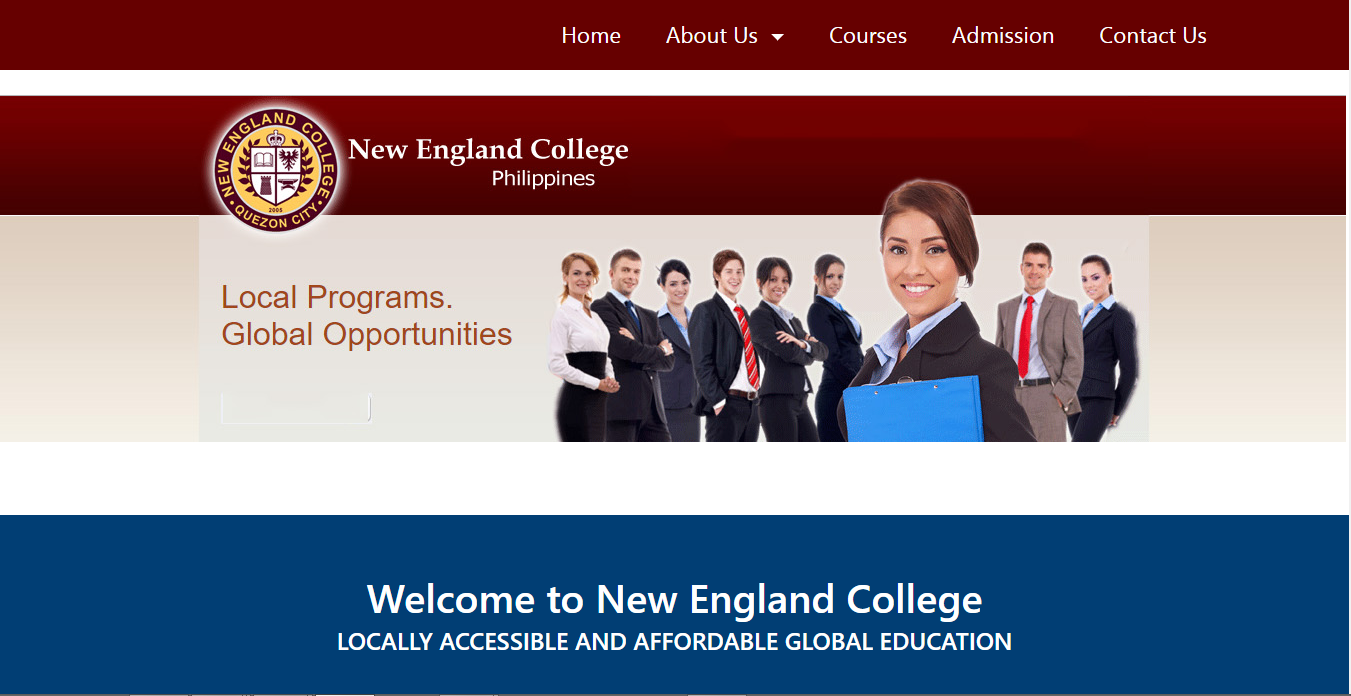 Home About Us Courses Admission Contact Us
NEW ENGLAND COLLEGE
2005
QUEZON CITY
New England College
Philippines
Local Programs.
Global Opportunities
Welcome to New England College
LOCALLY ACCESSIBLE AND AFFORDABLE GLOBAL EDUCATION